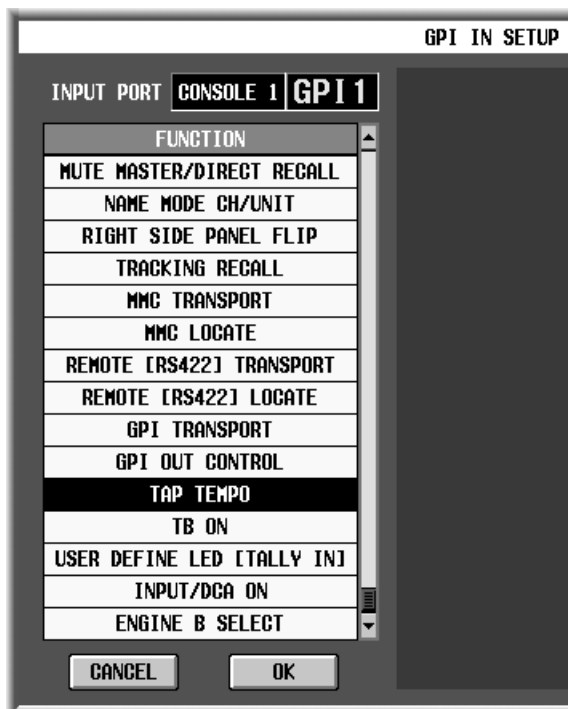 GPI IN SETUP
INPUT PORT CONSOLE 1 GPI1
FUNCTION
MUTE MASTER/DIRECT RECALL
NAME MODE CH/UNIT
RIGHT SIDE PANEL FLIP
TRACKING RECALL
MMC TRANSPORT
MMC LOCATE
REMOTE [RS422] TRANSPORT
REMOTE [RS422] LOCATE
GPI TRANSPORT
GPI OUT CONTROL
TAP TEMPO
TB ON
USER DEFINE LED [TALLY IN]
INPUT/DCA ON
ENGINE B SELECT
CANCEL OK